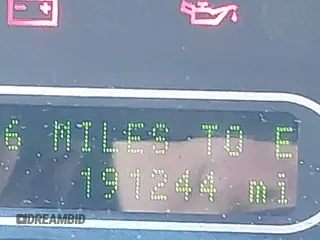 6 MILES TO E
191244 mi
DREAMBID